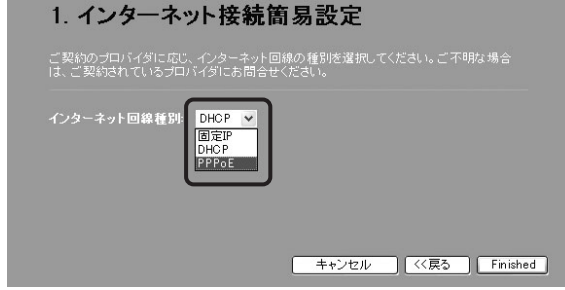 1. インターネット接続簡易設定
ご契約のプロバイダに応じ、インターネット回線の種別を選択してください。ご不明な場合
は、ご契約されているプロバイダにお問合せください。
インターネット回線種別: DHCP
固定IP
DHCP
PPPoE
キャンセル <<戻る Finished